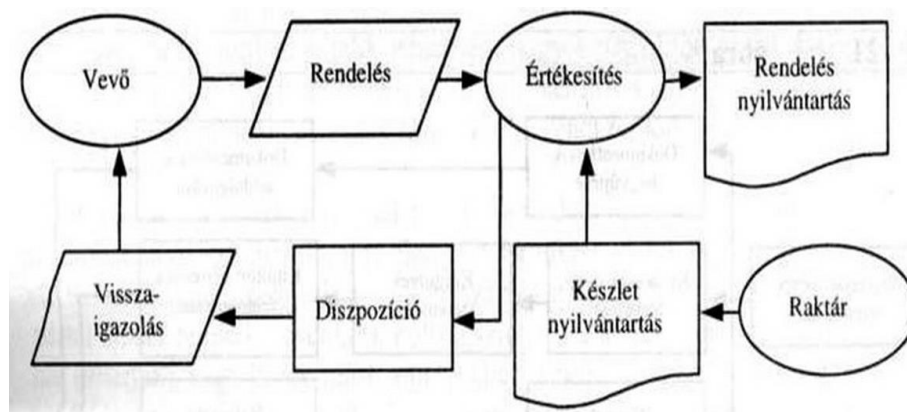 Vevő
Rendelés
Értékesítés
Rendelés
nyilvántartás
Vissza-
igazolás
Diszpozíció
Készlet
nyilvántartás
Raktár